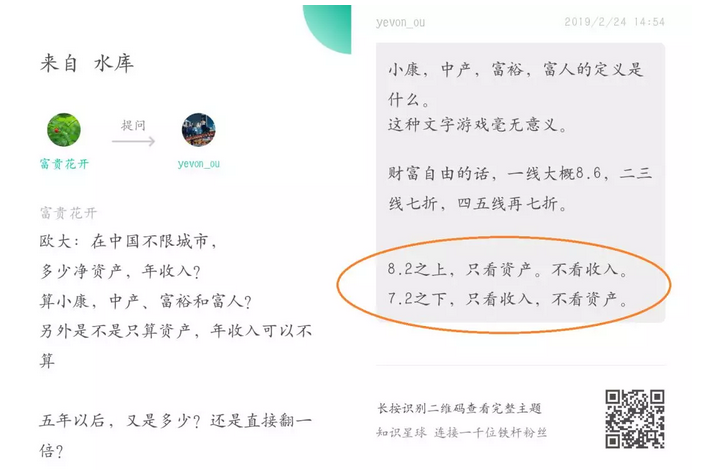 来自 水库
提问
富贵花开
yevon_ou
富贵花开
欧大：在中国不限城市，
多少净资产，年收入？
算小康，中产、富裕和富人？
另外是不是只算资产，年收入可以不
算
五年以后，又是多少？还是直接翻一
倍？
yevon_ou
2019/2/24 14:54
小康，中产，富裕，富人的定义是
什么。
这种文字游戏毫无意义。
财富自由的话，一线大概8.6，二三
线七折，四五线再七折。
8.2之上，只看资产。不看收入。
7.2之下，只看收入，不看资产。
长按识别二维码查看完整主题
知识星球 连接一千位铁杆粉丝